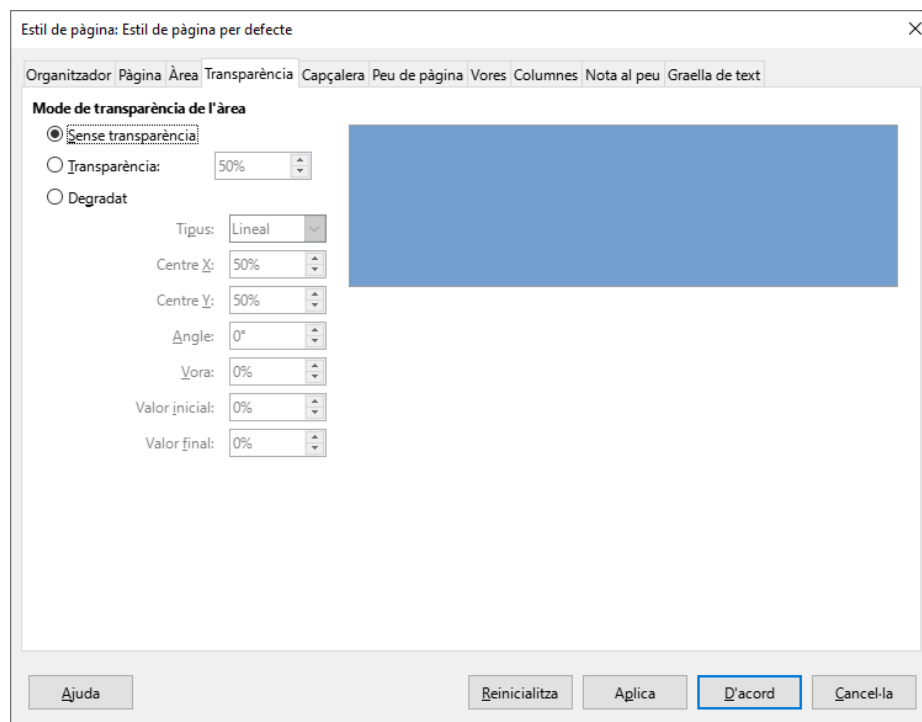 Estil de pàgina: Estil de pàgina per defecte
Organitzador Pàgina Àrea Transparència Capçalera Peu de pàgina Vores Columnes Nota al peu Graella de text
Mode de transparència de l'àrea
Sense transparència
Transparència: 50%
Degradat
Tipus: Lineal
Centre X: 50%
Centre Y: 50%
Angle: 0°
Vora: 0%
Valor inicial: 0%
Valor final: 0%
Ajuda Reinicialitza Aplica D'acord Cancel·la